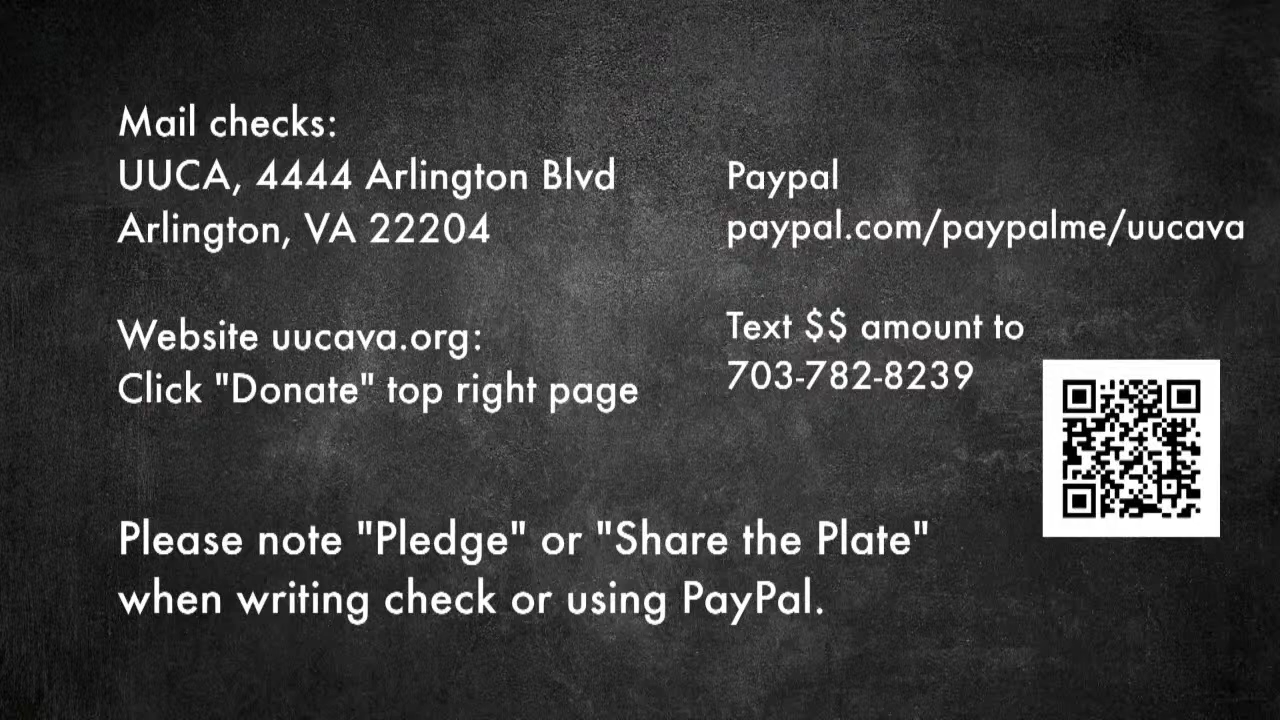 Mail checks:
UUCA, 4444 Arlington Blvd
Arlington, VA 22204
Website uucava.org:
Click "Donate" top right page
Paypal
paypal.com/paypalme/uucava
Text $$ amount to
703-782-8239
Please note "Pledge" or "Share the Plate"
when writing check or using PayPal.